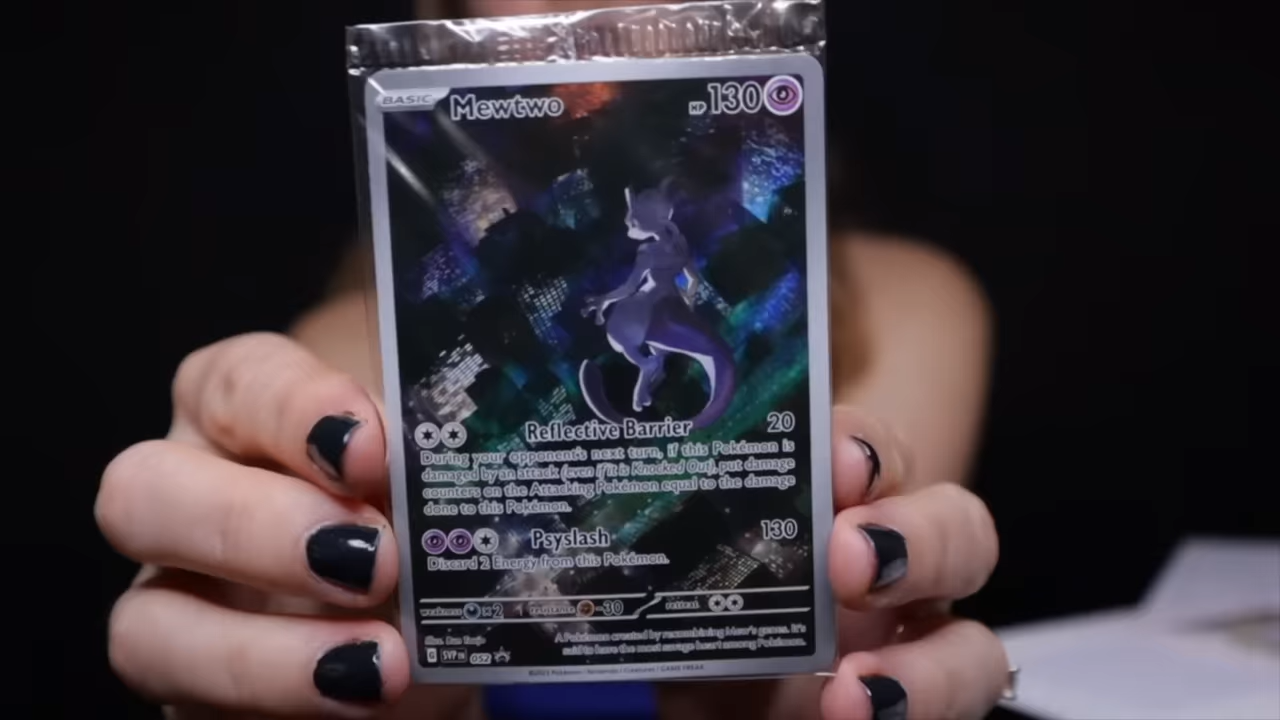 BASIC Mewtwo HP 130
Reflective Barrier 20
During your opponent's next turn, if this Pokémon is
damaged by an attack (even if it is Knocked Out), put damage
counters on the Attacking Pokémon equal to the damage
done to this Pokémon.
Psyslash 130
Discard 2 Energy from this Pokémon.
weakness ×2 resistance -30 retreat
A Pokémon created by recombining Mew's genes. It's
said to have the most savage heart among Pokémon.
G SVP EN 052
©2023 Pokémon / Nintendo / Creatures / GAME FREAK